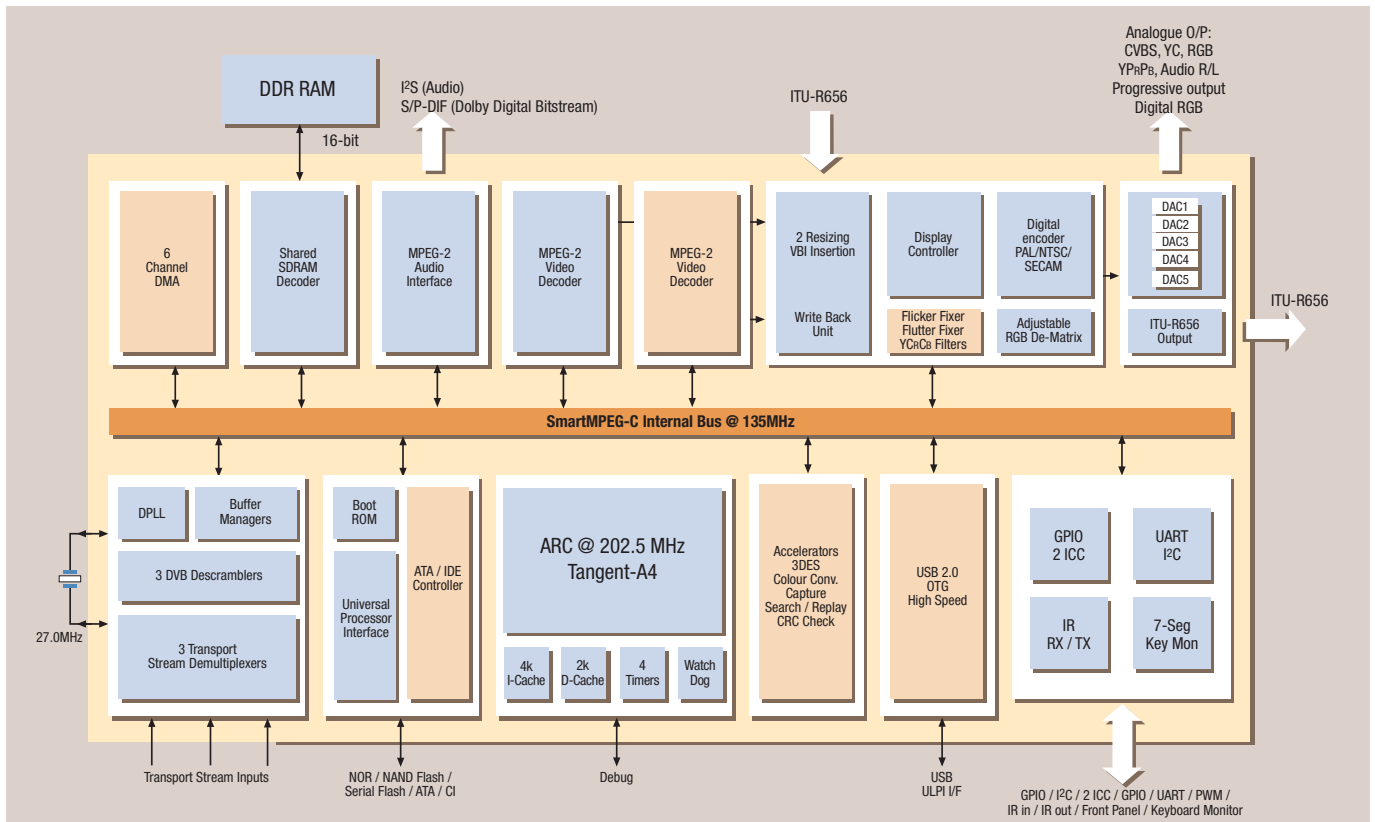 DDR RAM
16-bit
I²S (Audio)
S/P-DIF (Dolby Digital Bitstream)
ITU-R656
Analogue O/P:
CVBS, YC, RGB
YPRPB, Audio R/L
Progressive output
Digital RGB
6
Channel
DMA
Shared
SDRAM
Decoder
MPEG-2
Audio
Interface
MPEG-2
Video
Decoder
MPEG-2
Video
Decoder
2 Resizing
VBI Insertion
Write Back
Unit
Display
Controller
Flicker Fixer
Flutter Fixer
YCRCB Filters
Digital
encoder
PAL/NTSC/
SECAM
Adjustable
RGB De-Matrix
DAC1
DAC2
DAC3
DAC4
DAC5
ITU-R656
Output
ITU-R656
SmartMPEG-C Internal Bus @ 135MHz
27.0MHz
DPLL
Buffer
Managers
3 DVB Descramblers
3 Transport
Stream Demultiplexers
Boot
ROM
Universal
Processor
Interface
ATA / IDE
Controller
ARC @ 202.5 MHz
Tangent-A4
4k
I-Cache
2k
D-Cache
4
Timers
Watch
Dog
Accelerators
3DES
Colour Conv.
Capture
Search / Replay
CRC Check
USB 2.0
OTG
High Speed
GPIO
2 ICC
UART
I²C
IR
RX / TX
7-Seg
Key Mon
Transport Stream Inputs
NOR / NAND Flash /
Serial Flash / ATA / CI
Debug
USB
ULPI I/F
GPIO / I²C / 2 ICC / GPIO / UART / PWM /
IR in / IR out / Front Panel / Keyboard Monitor